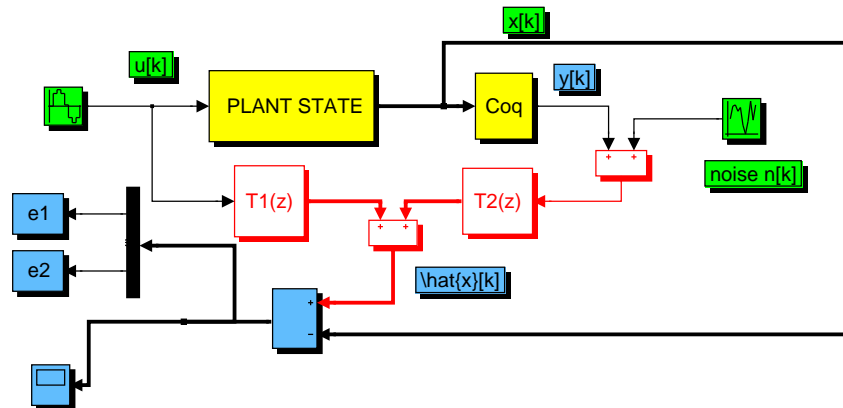 x[k]
u[k]
y[k]
PLANT STATE
Coq
+ +
noise n[k]
T1(z)
T2(z)
e1
+ +
e2
\hat{x}[k]
+
−